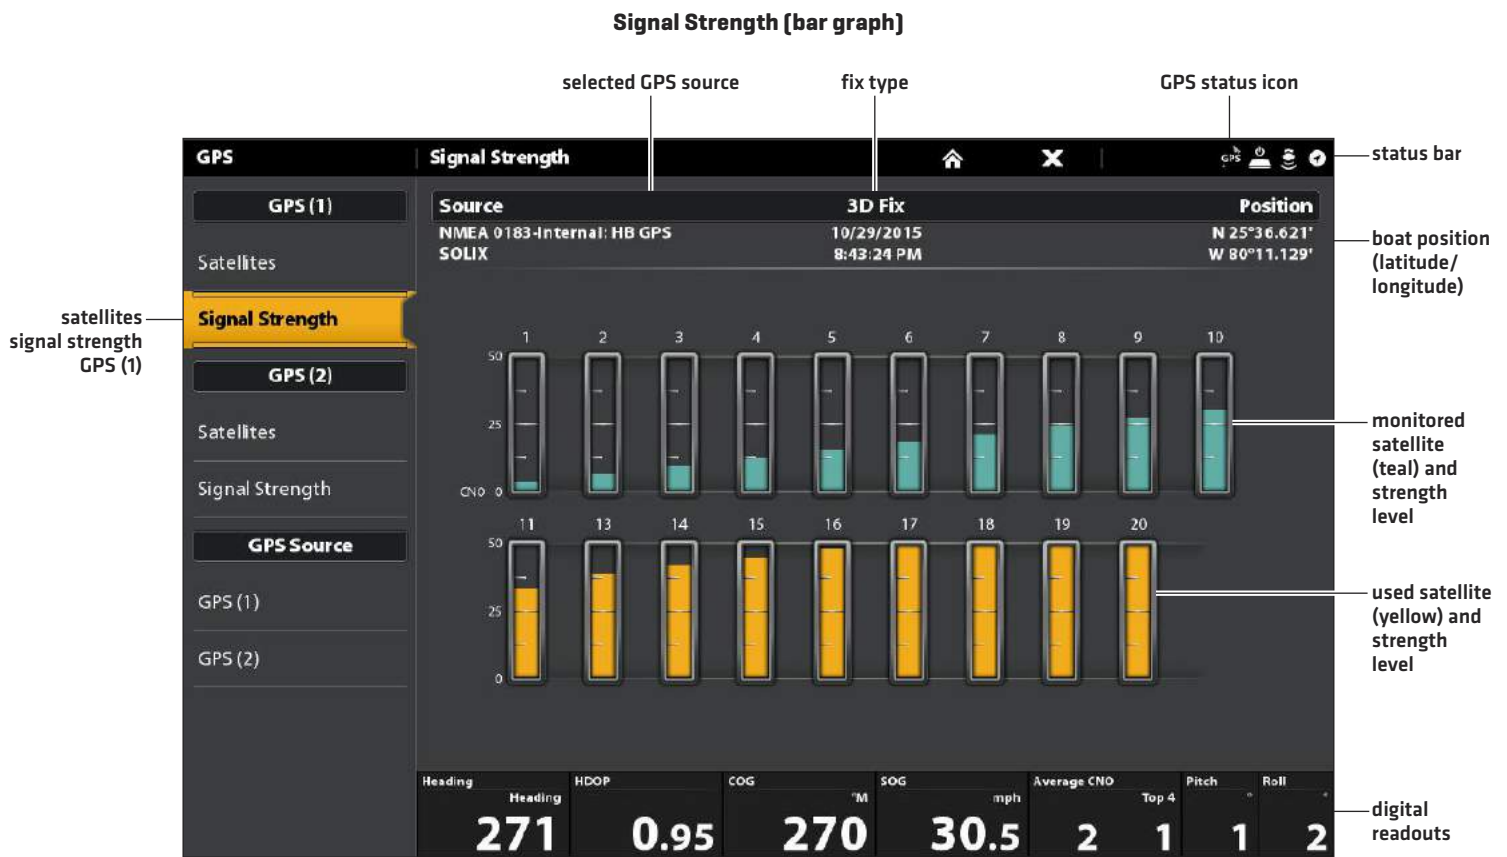 Signal Strength (bar graph)
selected GPS source
fix type
GPS status icon
GPS
Signal Strength
GPS
status bar
GPS (1)
Satellites
Signal Strength
GPS (2)
Satellites
Signal Strength
GPS Source
GPS (1)
GPS (2)
satellites
signal strength
GPS (1)
Source 3D Fix Position
NMEA 0183-Internal: HB GPS 10/29/2015 N 25°36.621'
SOLIX 8:43:24 PM W 80°11.129'
boat position
(latitude/
longitude)
1 2 3 4 5 6 7 8 9 10
50
25
CNO 0
monitored
satellite
(teal) and
strength
level
11 13 14 15 16 17 18 19 20
50
25
0
used satellite
(yellow) and
strength
level
Heading HDOP COG SOG Average CNO Pitch Roll
Heading °M mph Top 4 ° °
271 0.95 270 30.5 2 1 1 2
digital
readouts